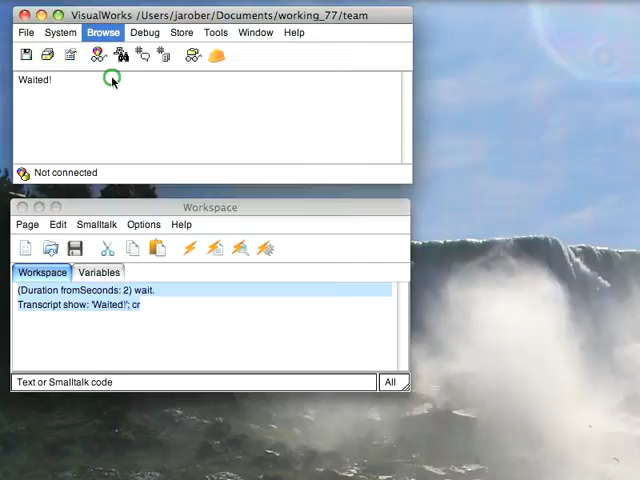 VisualWorks /Users/jarober/Documents/working_77/team
File System Browse Debug Store Tools Window Help
Waited!
Not connected
Workspace
Page Edit Smalltalk Options Help
Workspace Variables
(Duration fromSeconds: 2) wait.
Transcript show: 'Waited!'; cr
Text or Smalltalk code All